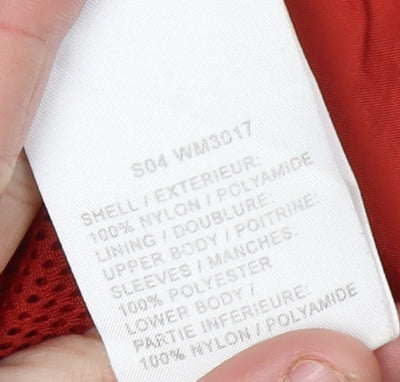 S04 WM3017
SHELL / EXTERIEUR:
100% NYLON / POLYAMIDE
LINING / DOUBLURE:
UPPER BODY / POITRINE:
SLEEVES / MANCHES:
100% POLYESTER
LOWER BODY /
PARTIE INFERIEURE:
100% NYLON / POLYAMIDE